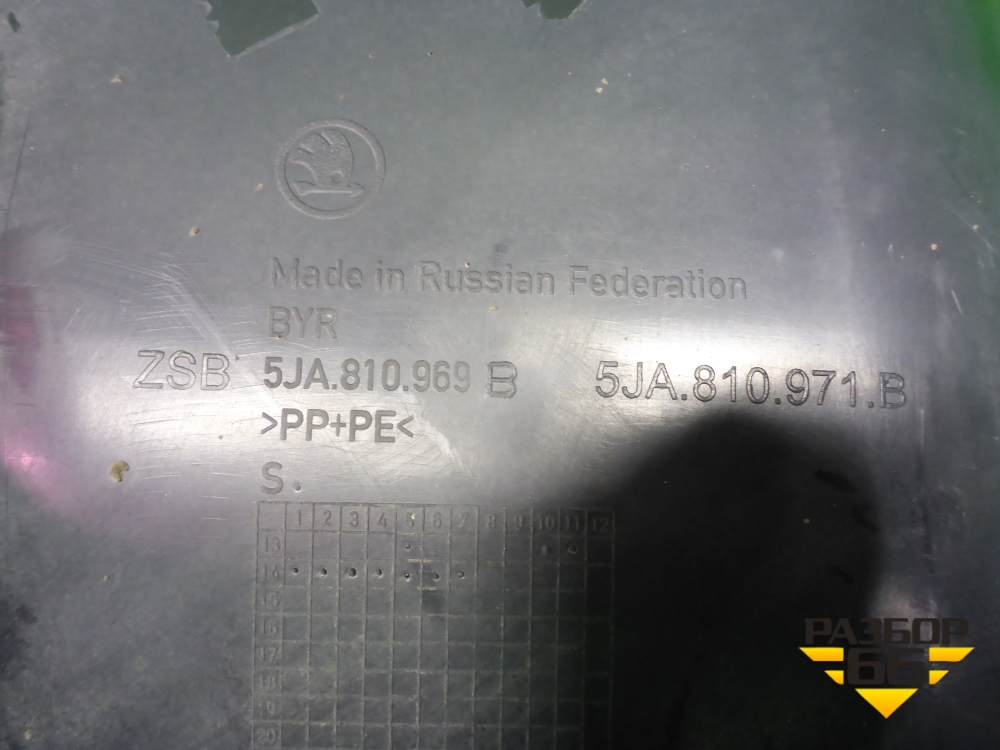 Made in Russian Federation
BYR
ZSB 5JA.810.969 B 5JA.810.971.B
>PP+PE<
S
1 2 3 4 5 6 7 8 9 10 11 12
13
14
15
16
17
18
9
20
РАЗБОР
66